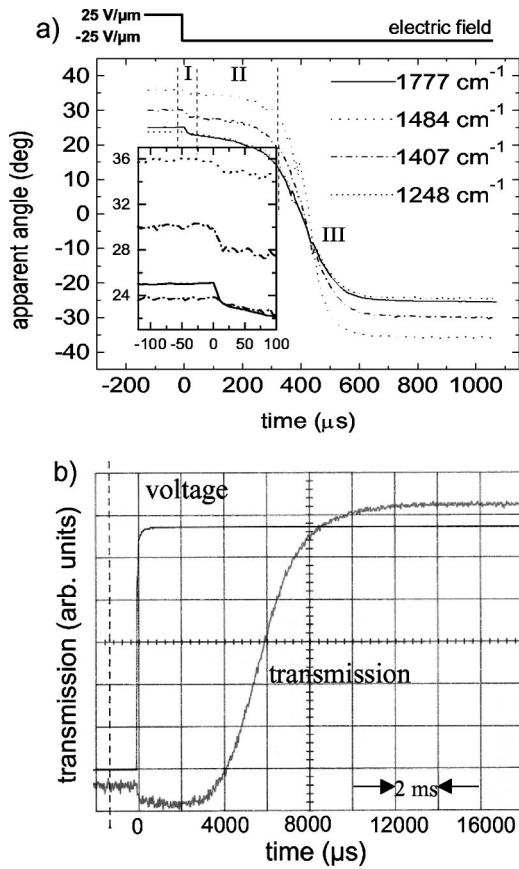 a)
25 V/μm
-25 V/μm
electric field
I
II
III
1777 cm⁻¹
1484 cm⁻¹
1407 cm⁻¹
1248 cm⁻¹
apparent angle (deg)
40
30
20
10
0
-10
-20
-30
-40
36
33
30
27
24
-100 -50 0 50 100
-200 0 200 400 600 800 1000
time (μs)
b)
voltage
transmission
2 ms
transmission (arb. units)
0 4000 8000 12000 16000
time (μs)